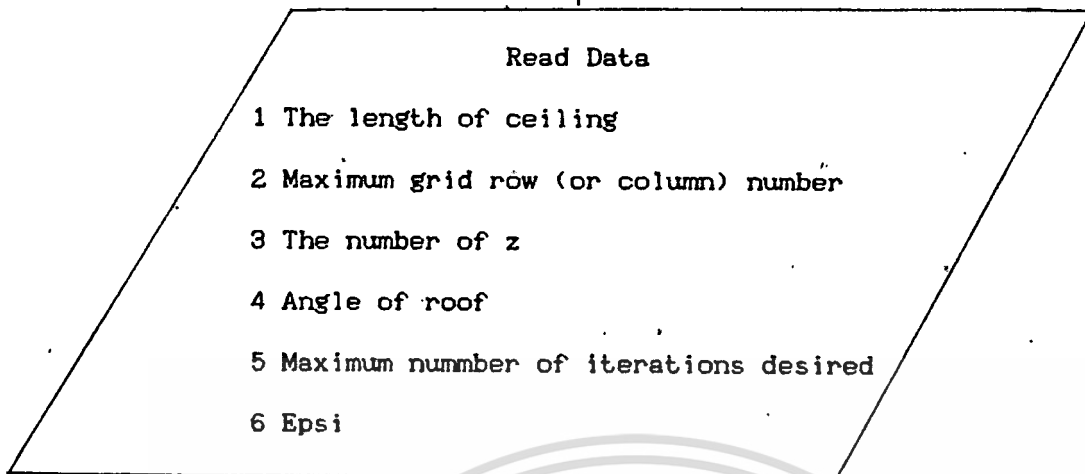 Read Data
1 The length of ceiling
2 Maximum grid row (or column) number
3 The number of z
4 Angle of roof
5 Maximum nummber of iterations desired
6 Epsi